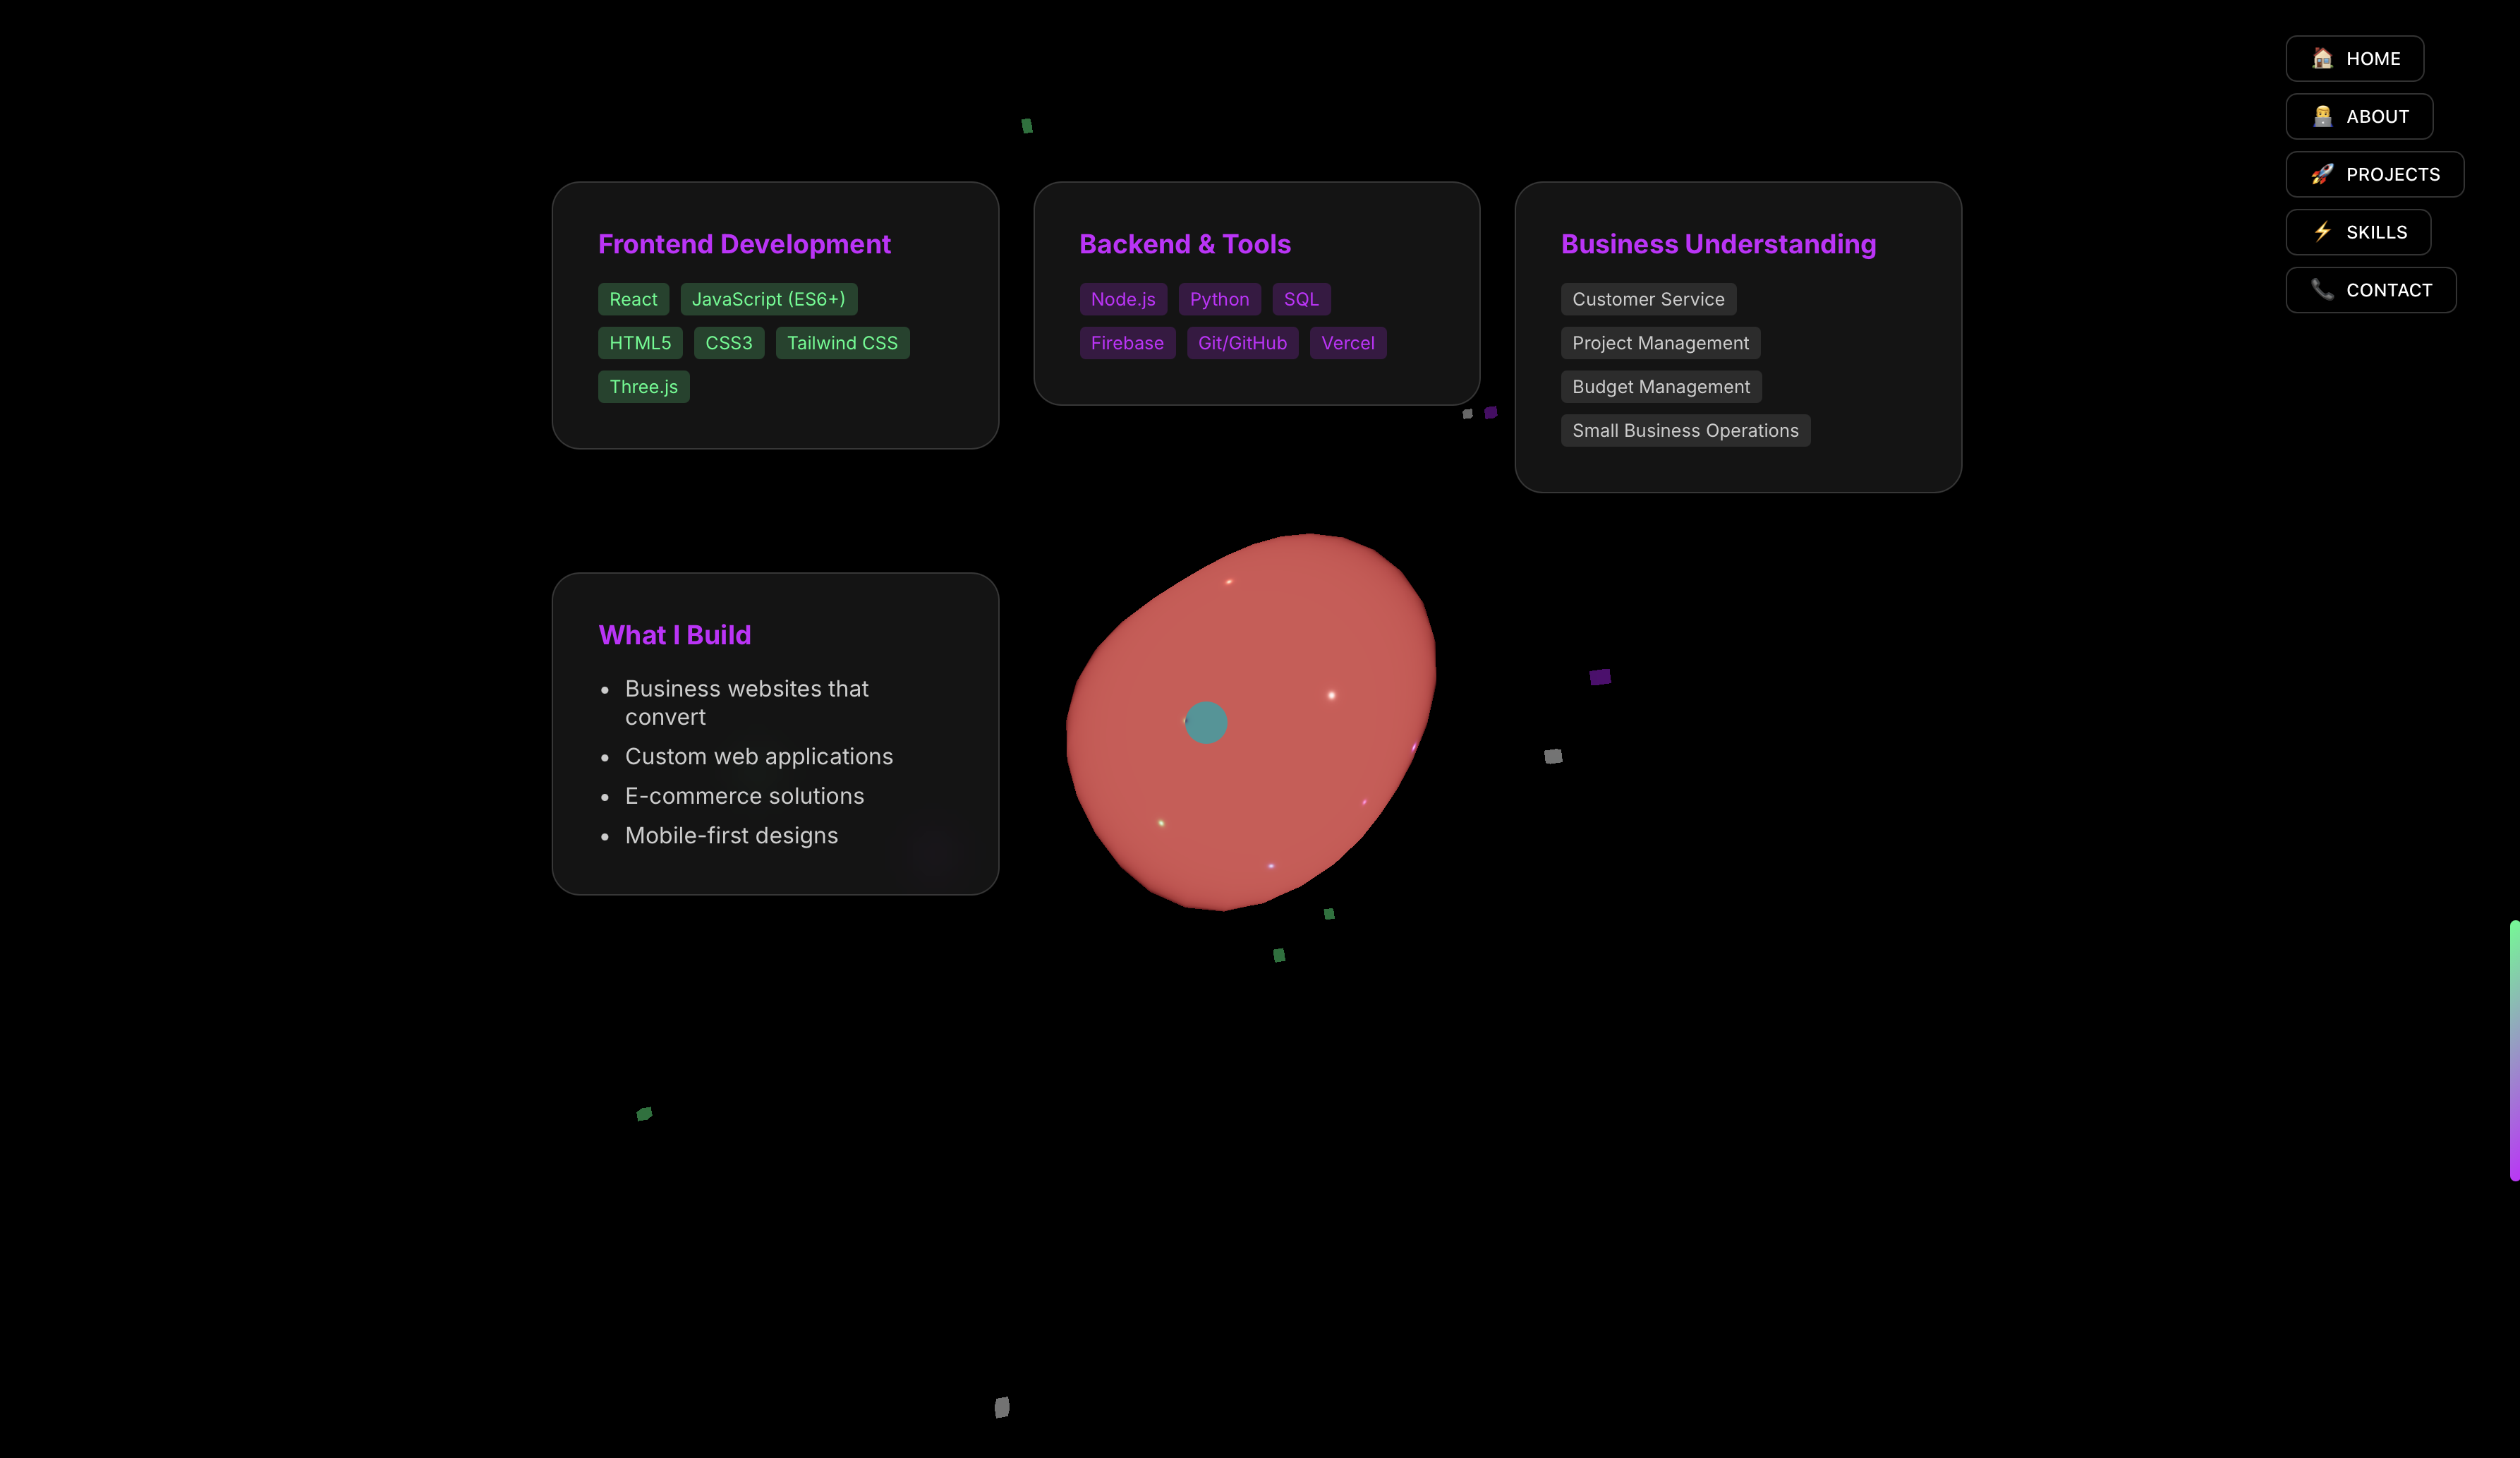 HOME
ABOUT
PROJECTS
SKILLS
CONTACT
Frontend Development
React JavaScript (ES6+)
HTML5 CSS3 Tailwind CSS
Three.js
Backend & Tools
Node.js Python SQL
Firebase Git/GitHub Vercel
Business Understanding
Customer Service
Project Management
Budget Management
Small Business Operations
What I Build
• Business websites that
convert
• Custom web applications
• E-commerce solutions
• Mobile-first designs